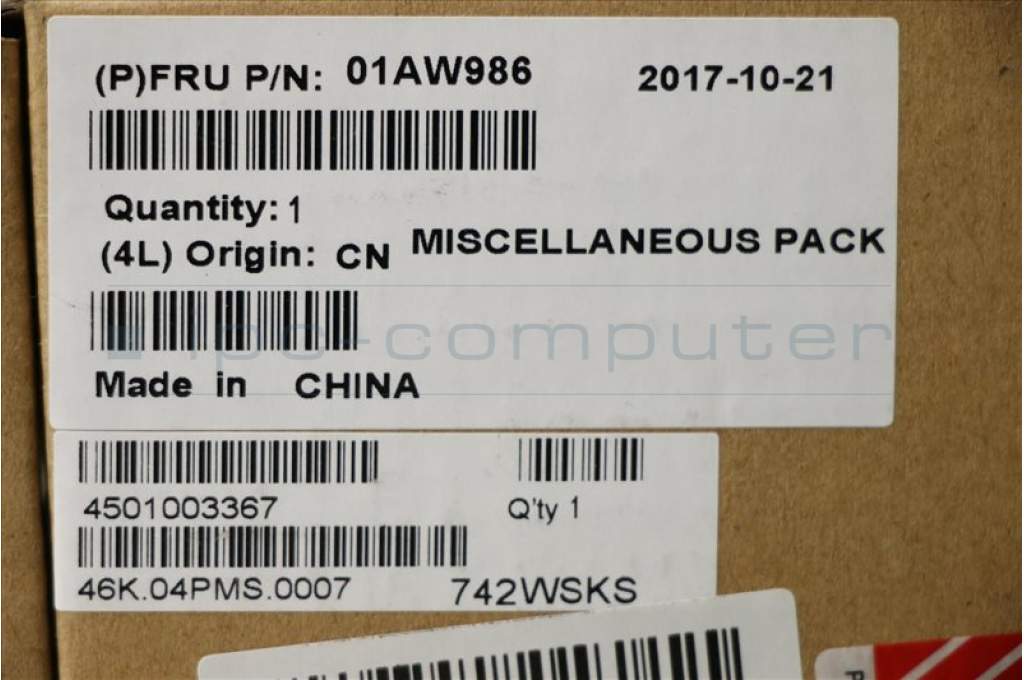 (P)FRU P/N: 01AW986 2017-10-21
Quantity: 1
(4L) Origin: CN MISCELLANEOUS PACK
ipc-computer
Made in CHINA
4501003367 Q'ty 1
46K.04PMS.0007 742WSKS